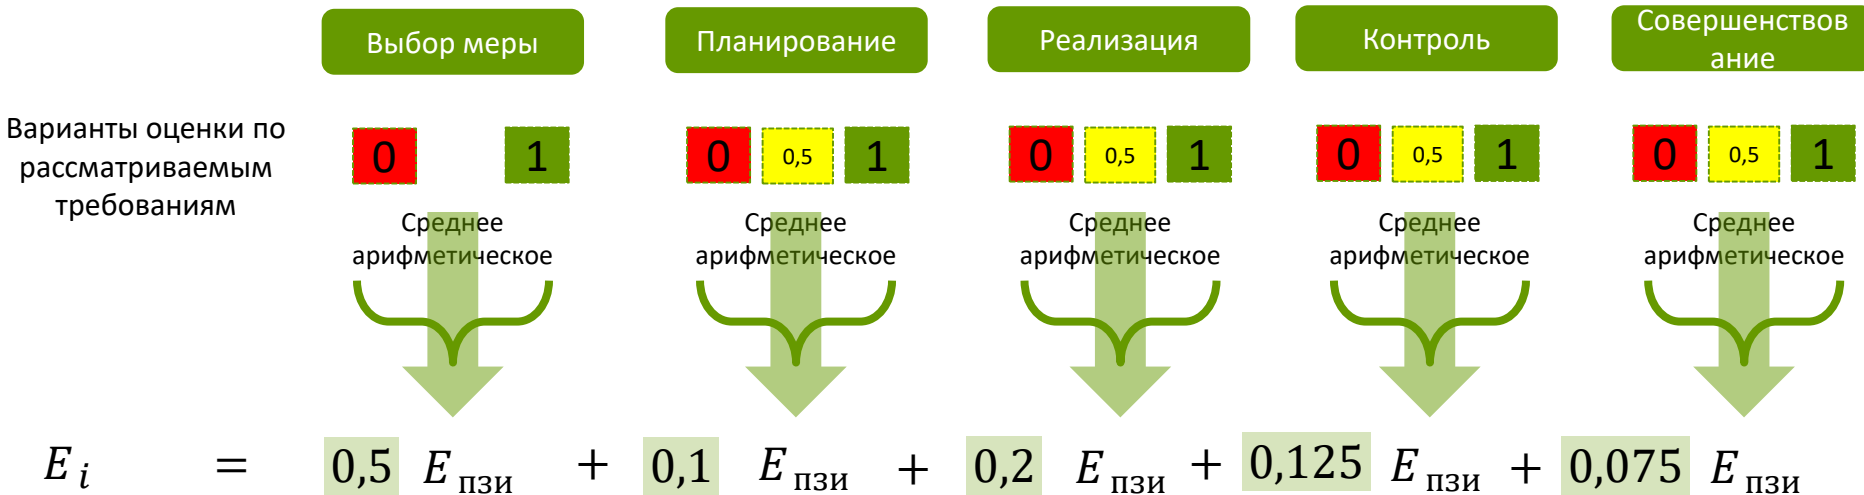 Выбор меры
Планирование
Реализация
Контроль
Совершенствов
ание
Варианты оценки по
рассматриваемым
требованиям
0 1
0 0,5 1
0 0,5 1
0 0,5 1
0 0,5 1
Среднее
арифметическое
Среднее
арифметическое
Среднее
арифметическое
Среднее
арифметическое
Среднее
арифметическое
E i = 0,5 E пзи + 0,1 E пзи + 0,2 E пзи + 0,125 E пзи + 0,075 E пзи